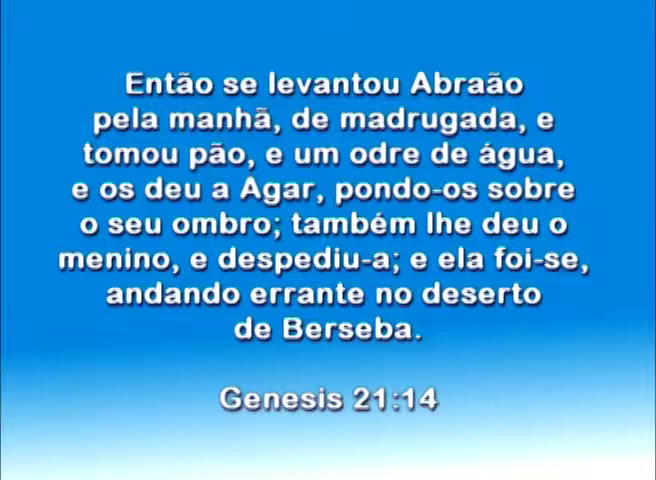 Então se levantou Abraão
pela manhã, de madrugada, e
tomou pão, e um odre de água,
e os deu a Agar, pondo-os sobre
o seu ombro; também lhe deu o
menino, e despediu-a; e ela foi-se,
andando errante no deserto
de Berseba.
Genesis 21:14